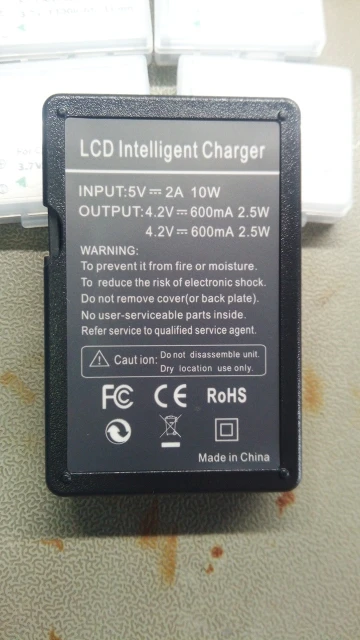 LCD Intelligent Charger
INPUT:5V⎓2A 10W
OUTPUT:4.2V⎓600mA 2.5W
4.2V⎓600mA 2.5W
WARNING:
To prevent it from fire or moisture.
To reduce the risk of electronic shock.
Do not remove cover(or back plate).
No user-serviceable parts inside.
Refer service to qualified service agent.
Caution: Do not disassemble unit.
Dry location use only.
FC CE RoHS
Made in China
3.7V